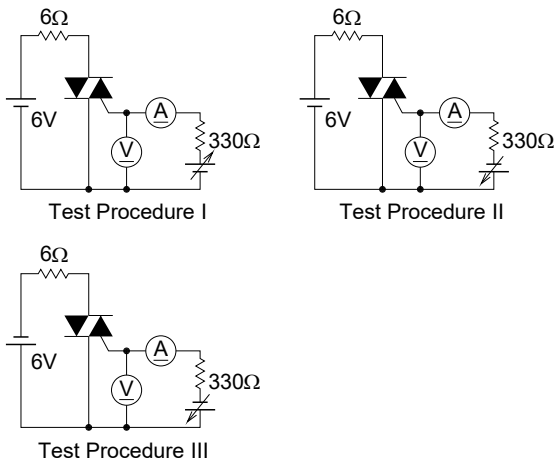 6Ω
6V
A
V
330Ω
Test Procedure I
6Ω
6V
A
V
330Ω
Test Procedure II
6Ω
6V
A
V
330Ω
Test Procedure III